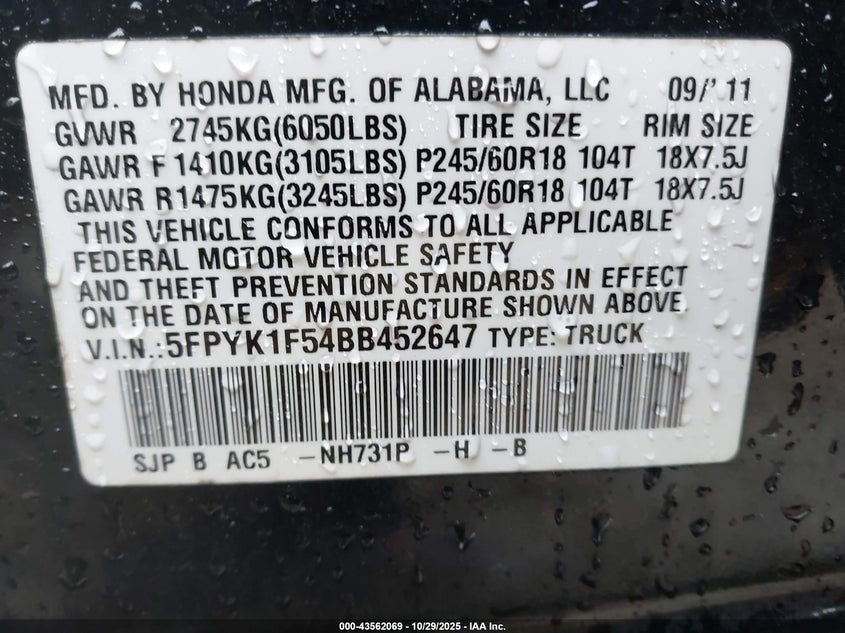 MFD. BY HONDA MFG. OF ALABAMA, LLC 09/'11
GVWR 2745KG(6050LBS) TIRE SIZE RIM SIZE
GAWR F 1410KG(3105LBS) P245/60R18 104T 18X7.5J
GAWR R1475KG(3245LBS) P245/60R18 104T 18X7.5J
THIS VEHICLE CONFORMS TO ALL APPLICABLE
FEDERAL MOTOR VEHICLE SAFETY
AND THEFT PREVENTION STANDARDS IN EFFECT
ON THE DATE OF MANUFACTURE SHOWN ABOVE.
V.I.N.:5FPYK1F54BB452647 TYPE: TRUCK
SJP B AC5 -NH731P -H -B
000-43562069 - 10/29/2025 - IAA Inc.